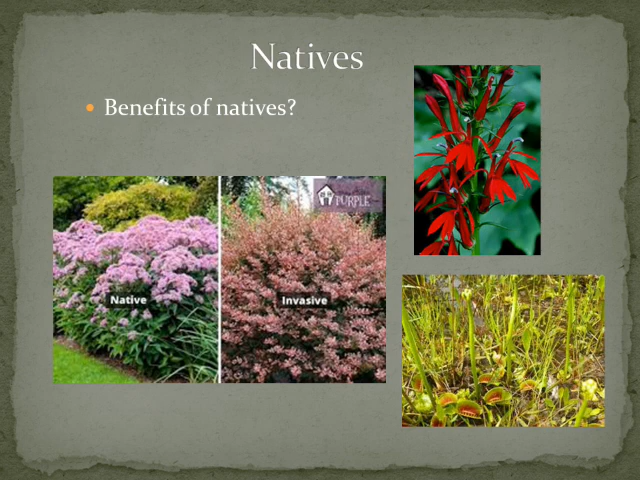 Natives
Benefits of natives?
PURPLE
Native
Invasive